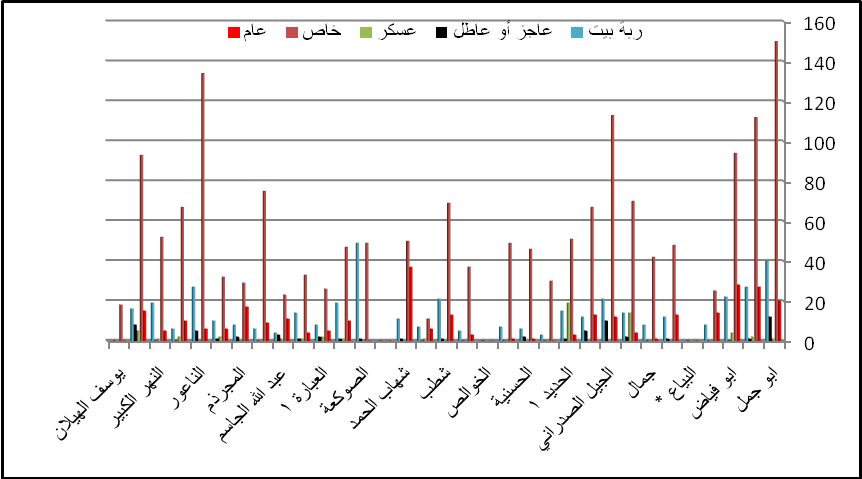 عام خاص عسكر عاجز أو عاطل ربة بيت
160
140
120
100
80
60
40
20
0
ابو جمل
ابو فياض
البياع *
جمال
الجيل الصدراني
الحديد ١
الحسنية
الخوالص
شطب
شهاب الحمد
الصوكعة
العبارة ١
عبد الله الجاسم
المجرذم
الناعور
النهر الكبير
يوسف الهيلان